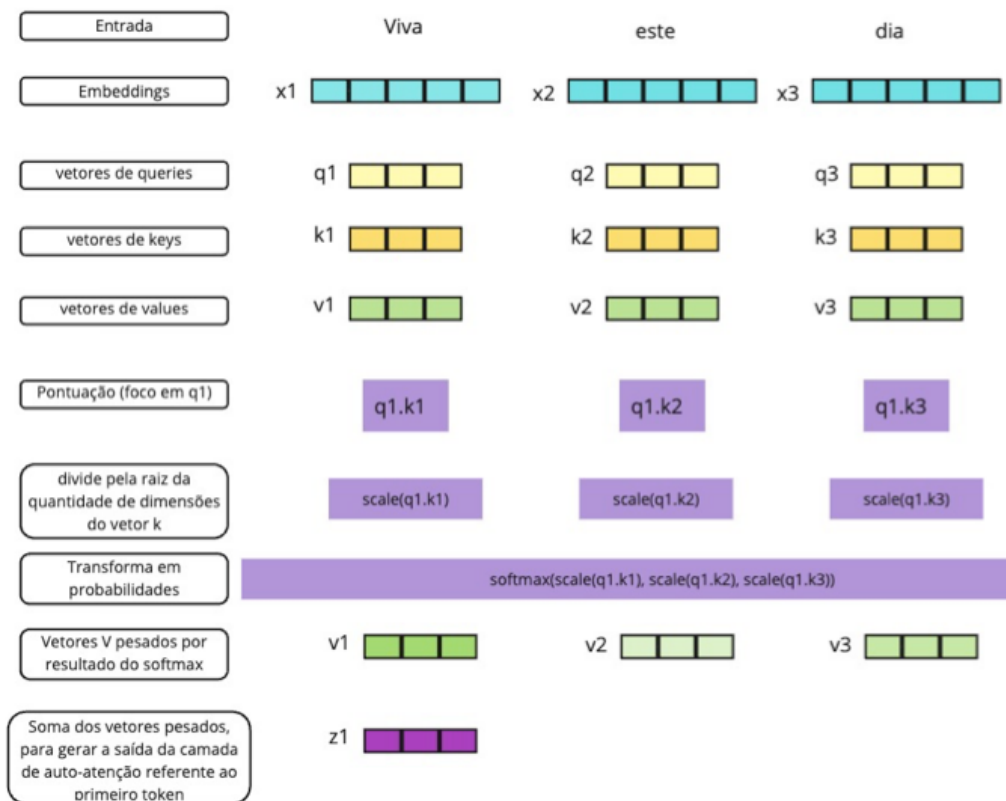 Entrada Viva este dia
Embeddings x1 x2 x3
vetores de queries q1 q2 q3
vetores de keys k1 k2 k3
vetores de values v1 v2 v3
Pontuação (foco em q1) q1.k1 q1.k2 q1.k3
divide pela raiz da
quantidade de dimensões
do vetor k
scale(q1.k1) scale(q1.k2) scale(q1.k3)
Transforma em
probabilidades
softmax(scale(q1.k1), scale(q1.k2), scale(q1.k3))
Vetores V pesados por
resultado do softmax
v1 v2 v3
Soma dos vetores pesados,
para gerar a saída da camada
de auto-atenção referente ao
primeiro token
z1